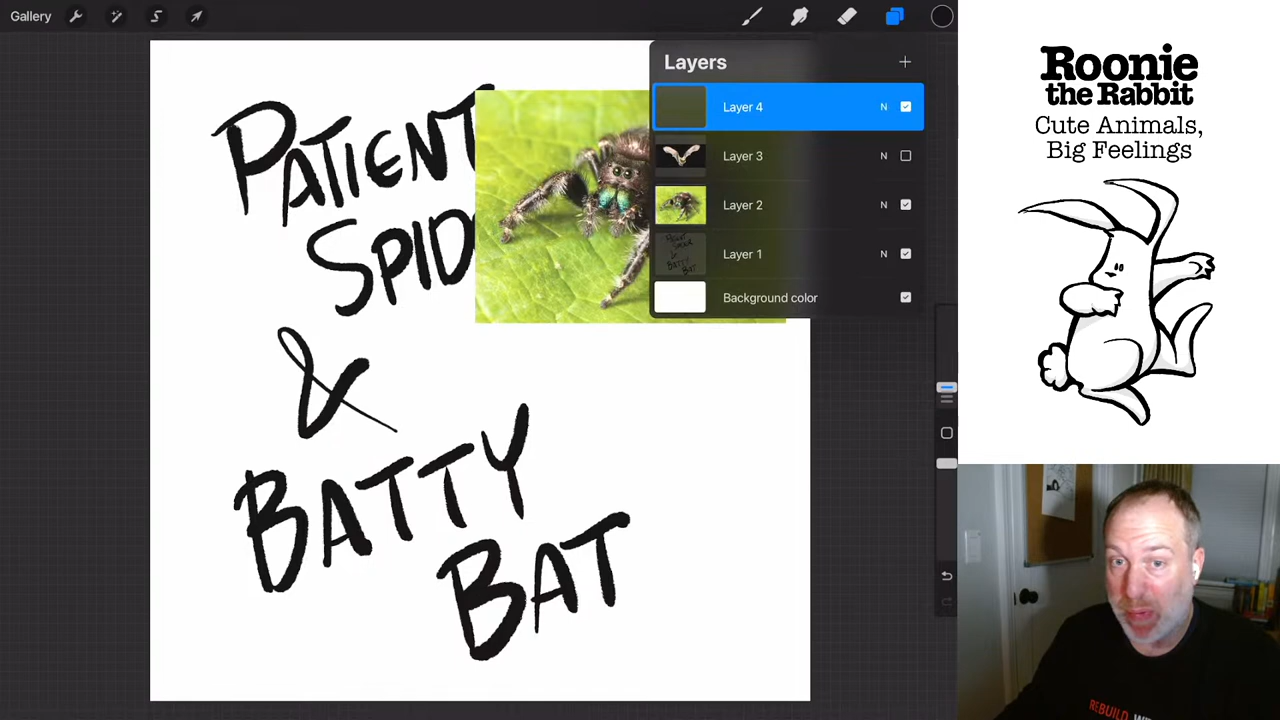 Gallery
Layers
Layer 4 N
Layer 3 N
Layer 2 N
Layer 1 N
Background color
PATIENT
&
BATTY
BAT
Roonie
the Rabbit
Cute Animals,
Big Feelings
REBUILD